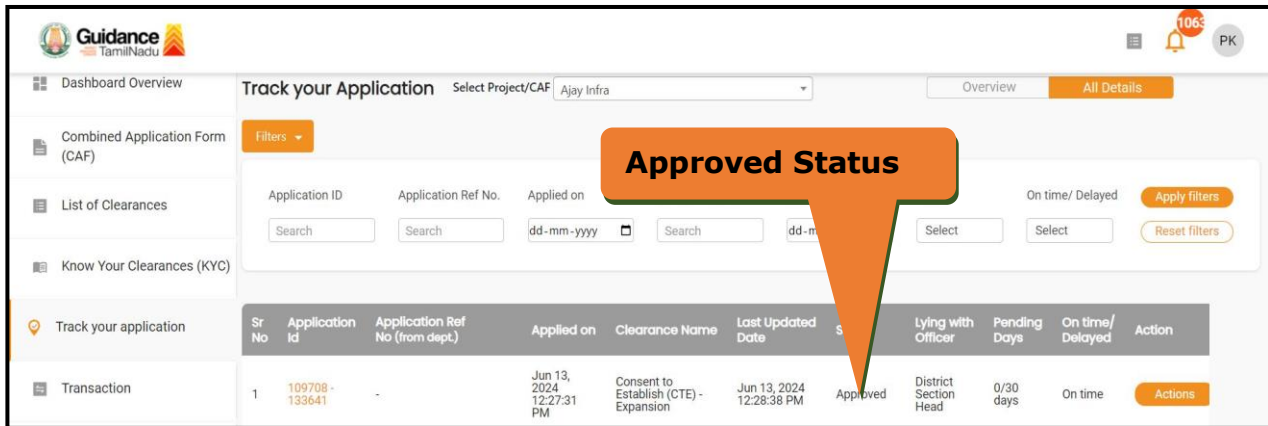 Guidance
TamilNadu
1063
PK
Dashboard Overview
Track your Application
Select Project/CAF
Ajay Infra
Overview
All Details
Combined Application Form
(CAF)
Filters
Approved Status
List of Clearances
Application ID
Application Ref No.
Applied on
On time/ Delayed
Apply filters
Search
Search
dd-mm-yyyy
Search
Select
Select
Reset filters
Know Your Clearances (KYC)
Track your application
Sr
No
Application
Id
Application Ref
No (from dept.)
Applied on
Clearance Name
Last Updated
Date
Lying with
Officer
Pending
Days
On time/
Delayed
Action
Transaction
1
109708 -
133641
-
Jun 13,
2024
12:27:31
PM
Consent to
Establish (CTE) -
Expansion
Jun 13, 2024
12:28:38 PM
Approved
District
Section
Head
0/30
days
On time
Actions